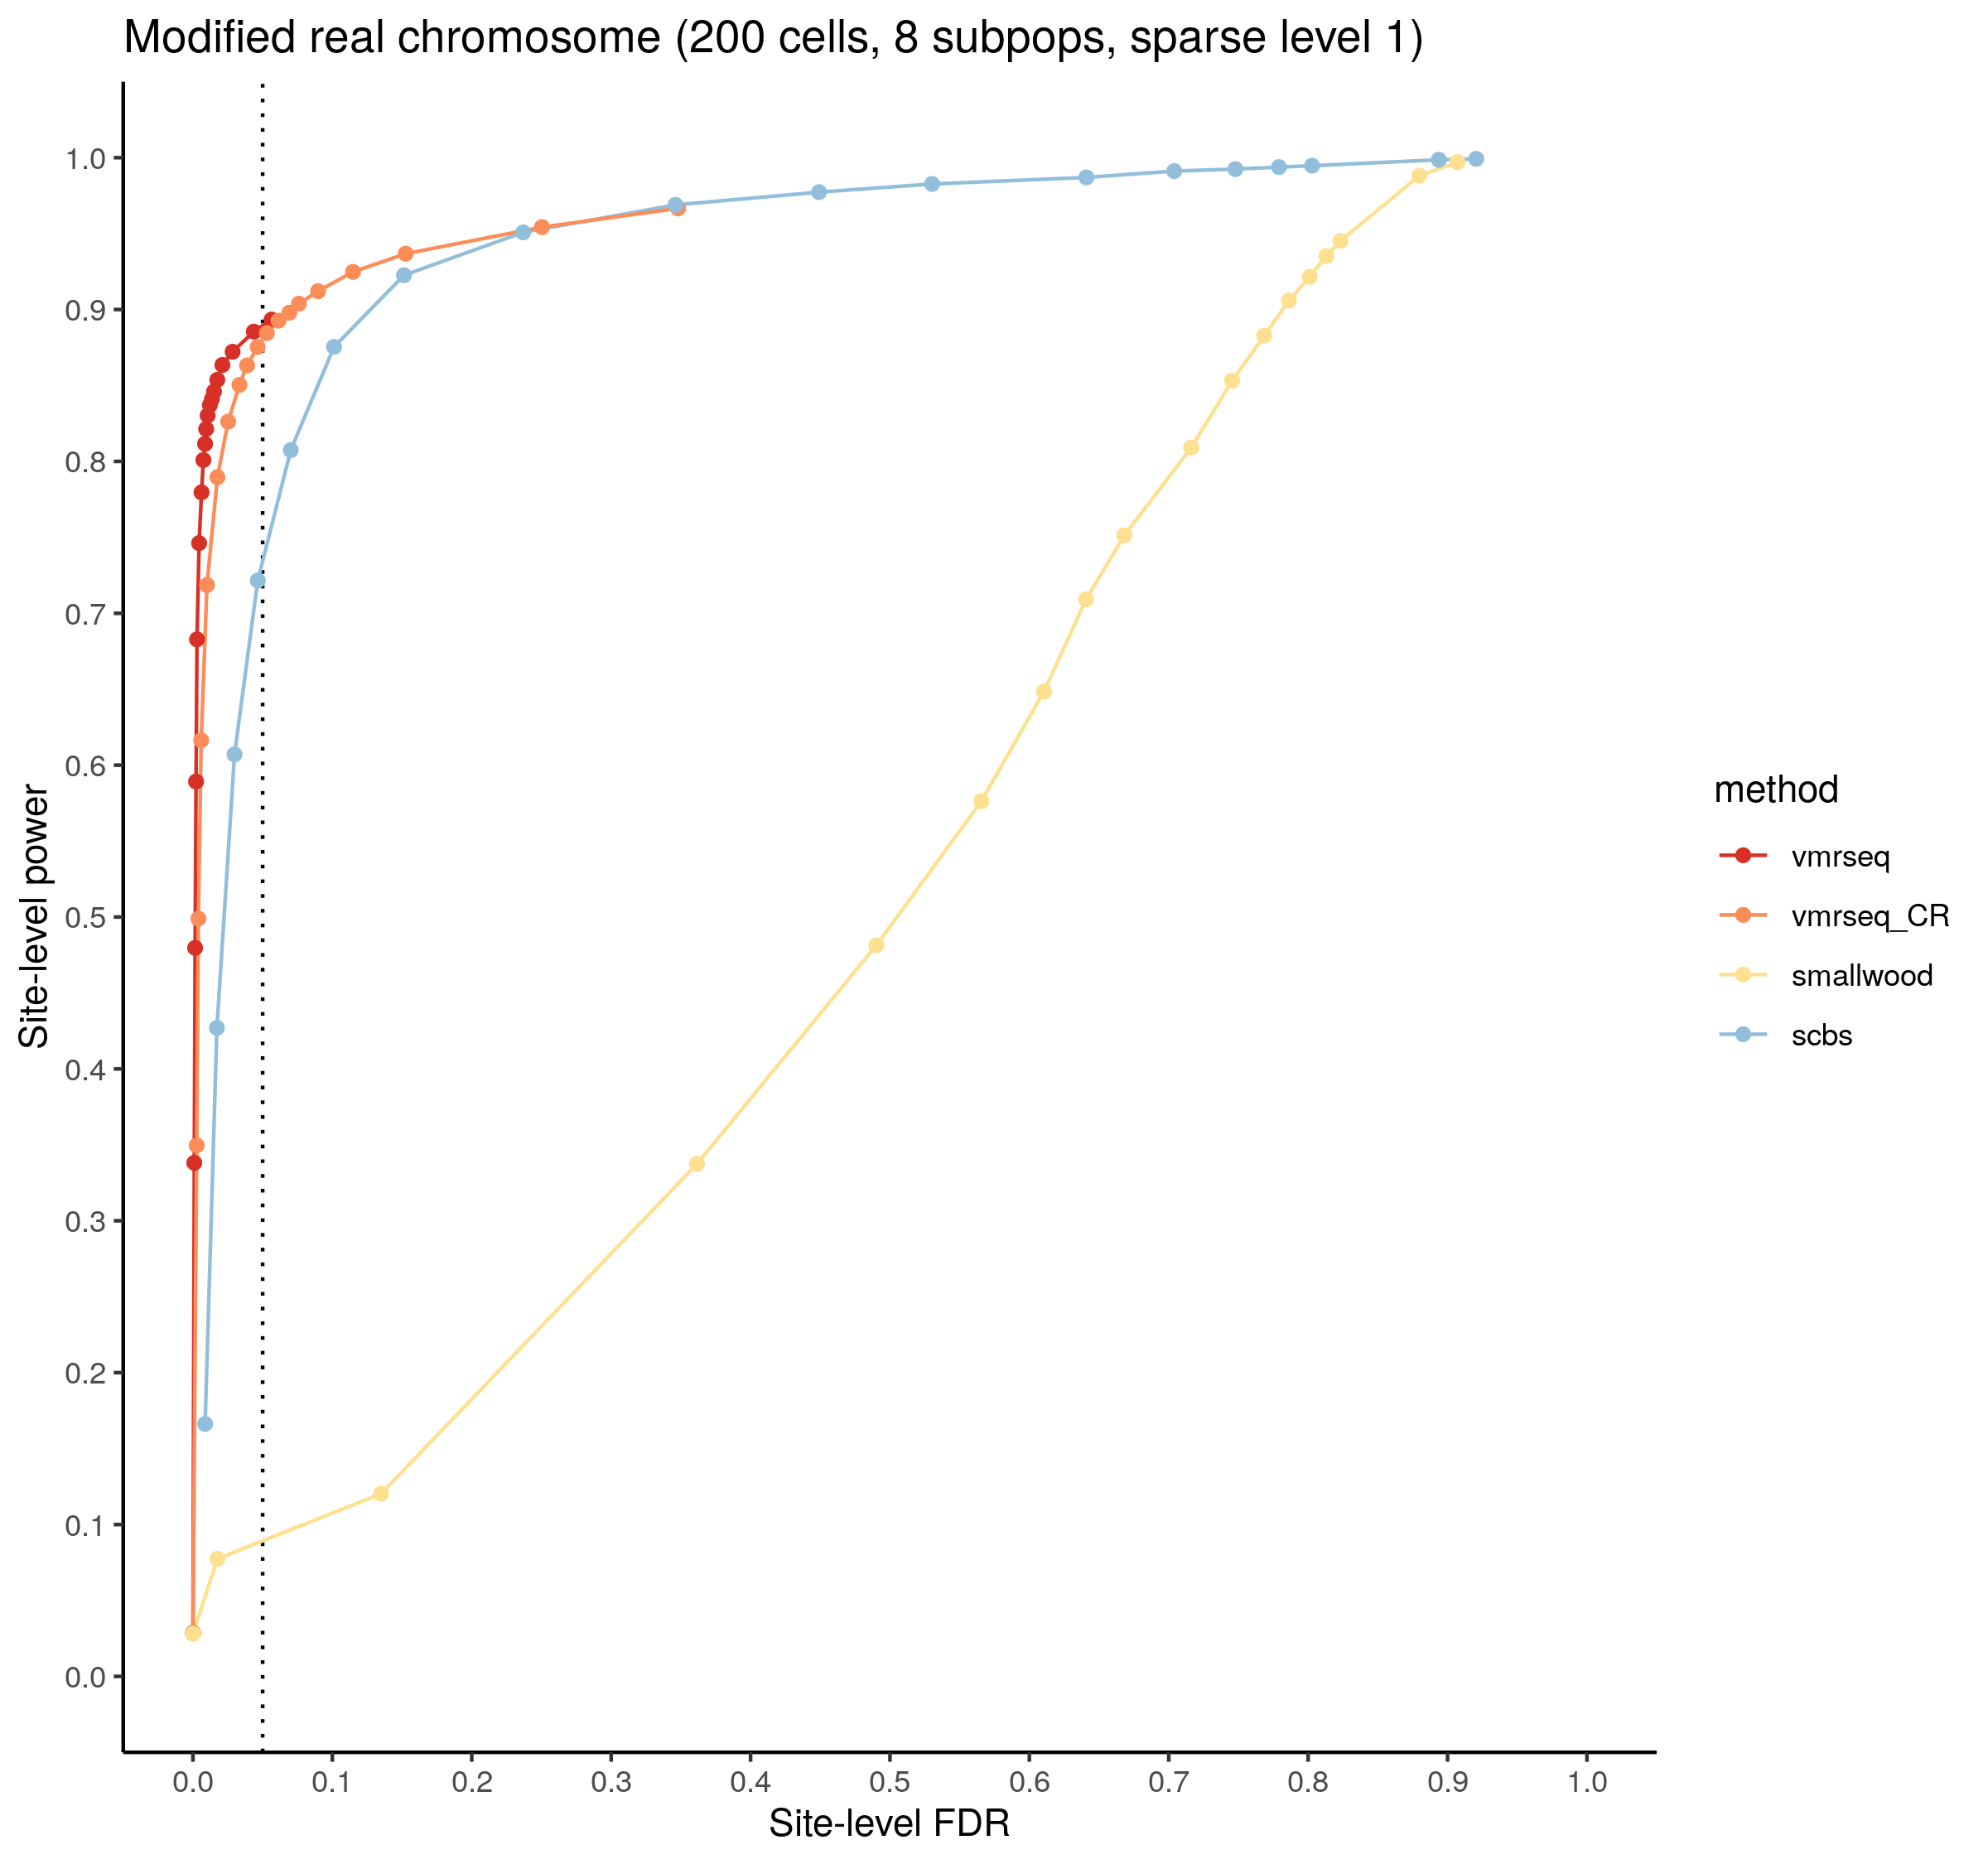 Modified real chromosome (200 cells, 8 subpops, sparse level 1)
Site-level power
1.0
0.9
0.8
0.7
0.6
0.5
0.4
0.3
0.2
0.1
0.0
0.0 0.1 0.2 0.3 0.4 0.5 0.6 0.7 0.8 0.9 1.0
Site-level FDR
method
vmrseq
vmrseq_CR
smallwood
scbs